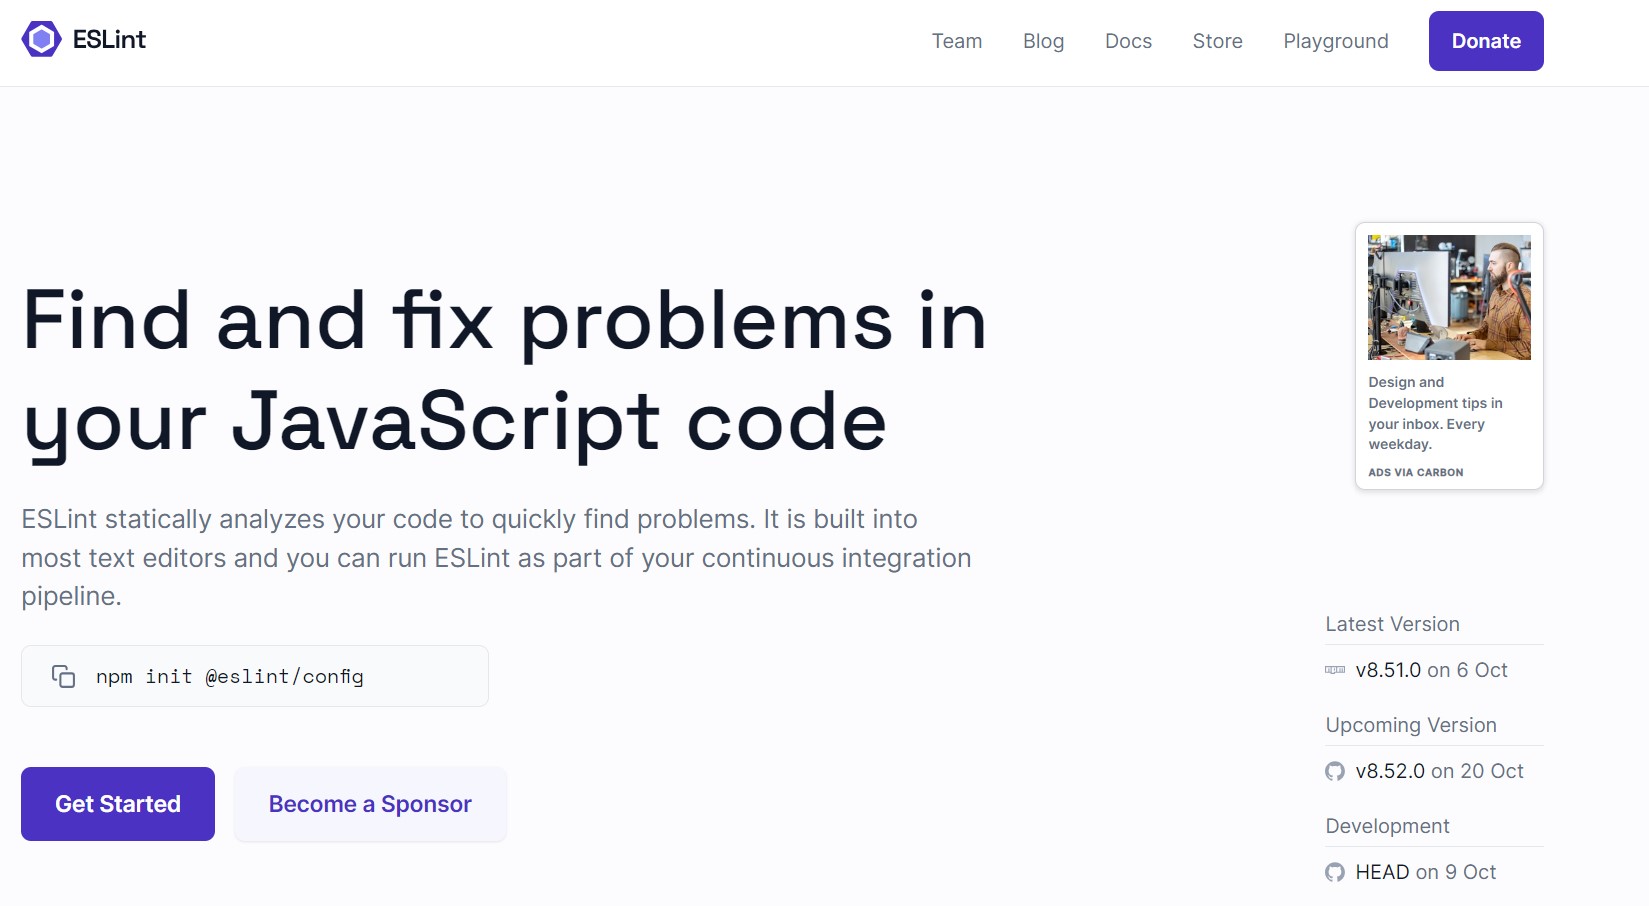 ESLint
Team Blog Docs Store Playground Donate
Find and fix problems in
your JavaScript code
ESLint statically analyzes your code to quickly find problems. It is built into
most text editors and you can run ESLint as part of your continuous integration
pipeline.
npm init @eslint/config
Get Started Become a Sponsor
Design and
Development tips in
your inbox. Every
weekday.
ADS VIA CARBON
Latest Version
npm v8.51.0 on 6 Oct
Upcoming Version
v8.52.0 on 20 Oct
Development
HEAD on 9 Oct